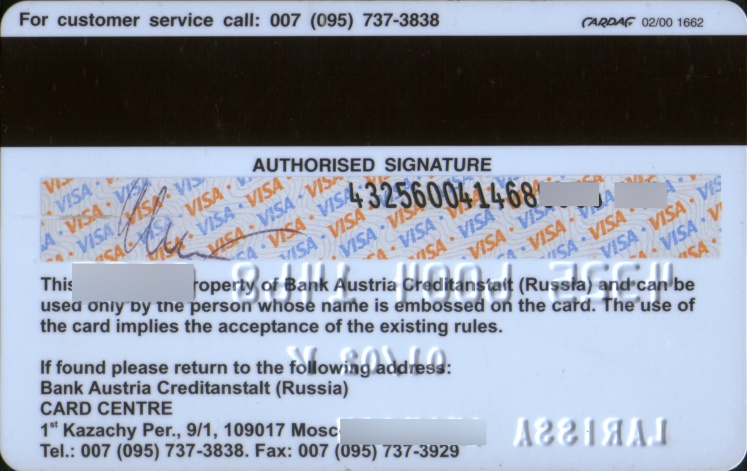 For customer service call: 007 (095) 737-3838
CARDAG 02/00 1662
AUTHORISED SIGNATURE
VISA
432560041468
This property of Bank Austria Creditanstalt (Russia) and can be
used only by the person whose name is embossed on the card. The use of
the card implies the acceptance of the existing rules.
If found please return to the following address:
Bank Austria Creditanstalt (Russia)
CARD CENTRE
1st Kazachy Per., 9/1, 109017
LARISSA
Tel.: 007 (095) 737-3838. Fax: 007 (095) 737-3929